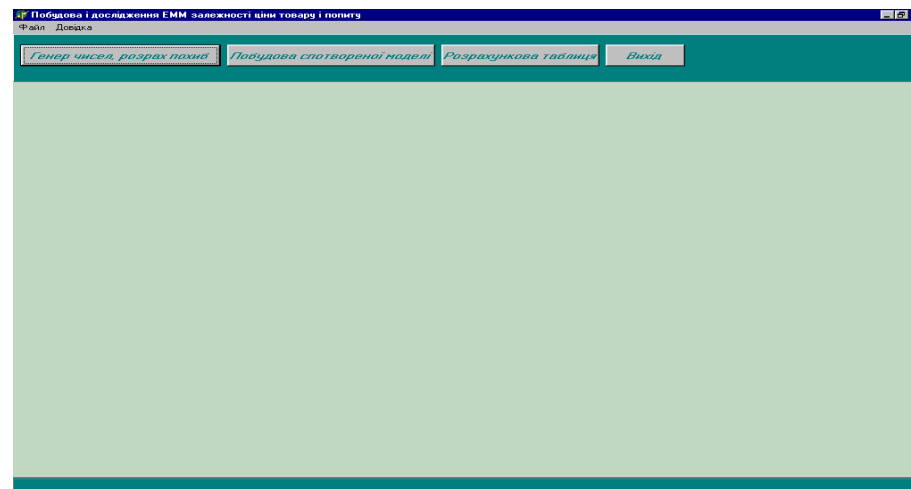 Побудова і дослідження ЕММ залежності ціни товару і попиту
Файл Довідка
Генер чисел, розрах похиб Побудова спотвореної моделі Розрахункова таблиця Вихід